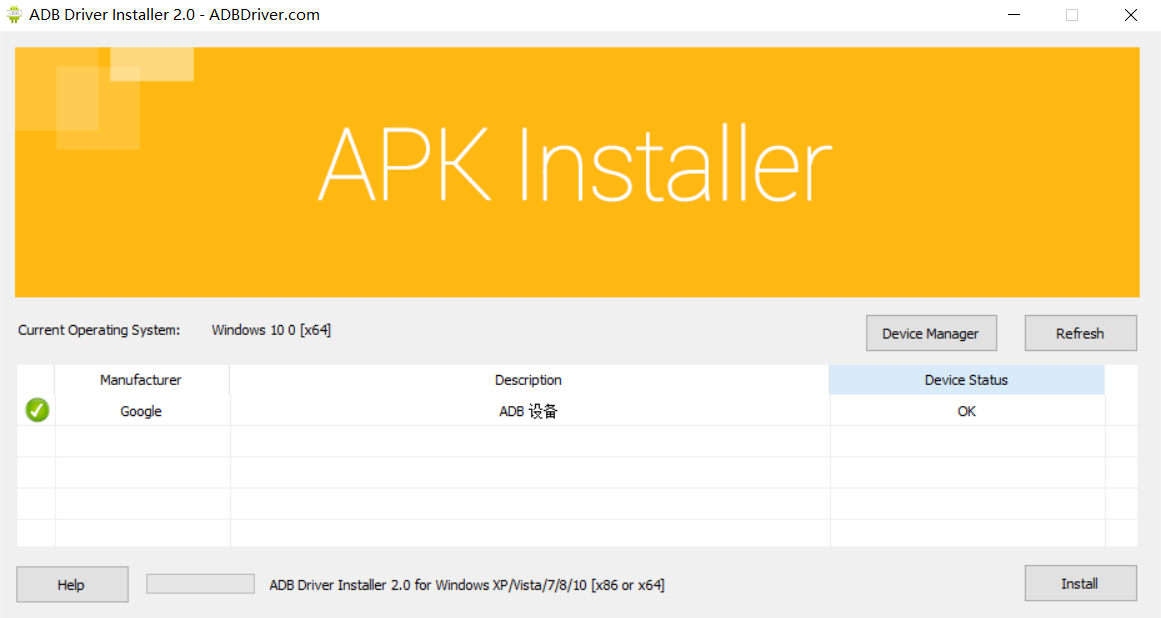 ADB Driver Installer 2.0 - ADBDriver.com
APK Installer
Current Operating System: Windows 10 0 [x64] Device Manager Refresh
Manufacturer Description Device Status
Google ADB 设备 OK
Help ADB Driver Installer 2.0 for Windows XP/Vista/7/8/10 [x86 or x64] Install